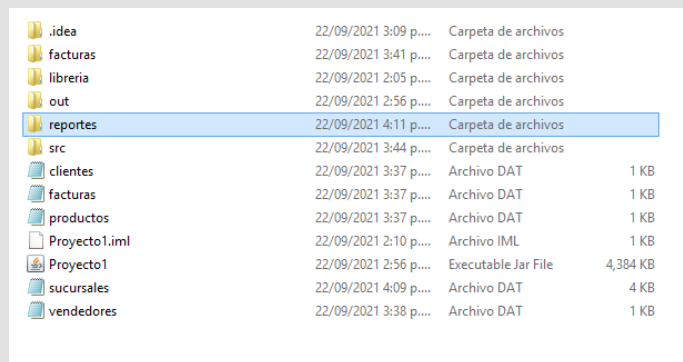 .idea 22/09/2021 3:09 p.... Carpeta de archivos
facturas 22/09/2021 3:41 p.... Carpeta de archivos
libreria 22/09/2021 2:05 p.... Carpeta de archivos
out 22/09/2021 2:56 p.... Carpeta de archivos
reportes 22/09/2021 4:11 p.... Carpeta de archivos
src 22/09/2021 3:44 p.... Carpeta de archivos
clientes 22/09/2021 3:37 p.... Archivo DAT 1 KB
facturas 22/09/2021 3:37 p.... Archivo DAT 1 KB
productos 22/09/2021 3:37 p.... Archivo DAT 1 KB
Proyecto1.iml 22/09/2021 2:10 p.... Archivo IML 1 KB
Proyecto1 22/09/2021 2:56 p.... Executable Jar File 4,384 KB
sucursales 22/09/2021 4:09 p.... Archivo DAT 4 KB
vendedores 22/09/2021 3:38 p.... Archivo DAT 1 KB